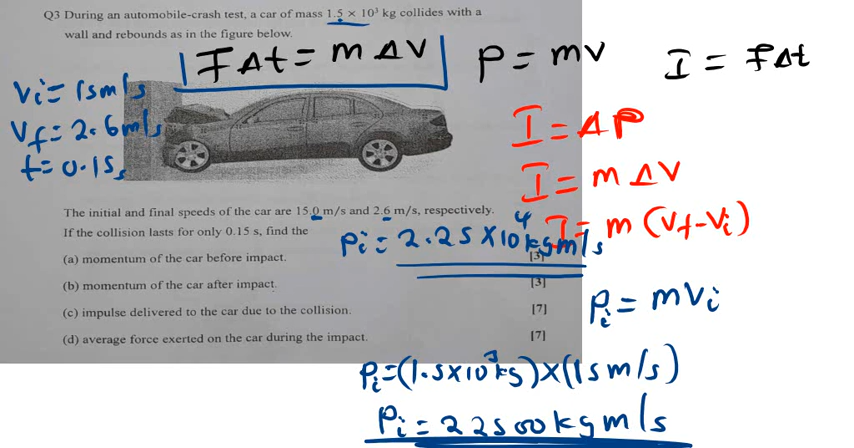 Q3 During an automobile-crash test, a car of mass 1.5 × 10³ kg collides with a
wall and rebounds as in the figure below.
FΔt = mΔV
P = mv
I = FΔt
Vi = 15m/s
Vf = 2.6m/s
t = 0.15s
I = ΔP
I = mΔV
I = m (Vf - Vi)
The initial and final speeds of the car are 15.0 m/s and 2.6 m/s, respectively.
If the collision lasts for only 0.15 s, find the
Pi = 2.25 × 10⁴ kgm/s
(a) momentum of the car before impact. [3]
(b) momentum of the car after impact. [3]
(c) impulse delivered to the car due to the collision. [7]
(d) average force exerted on the car during the impact. [7]
Pi = mVi
Pi = (1.5×10³kg) × (15m/s)
Pi = 22500kgm/s